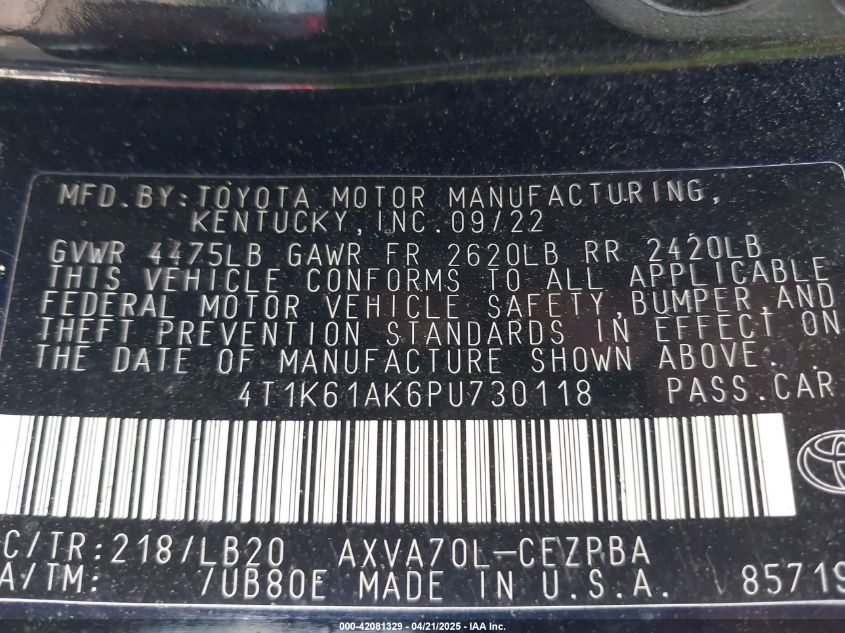 MFD.BY:TOYOTA MOTOR MANUFACTURING,
KENTUCKY,INC.09/22
GVWR 4475LB GAWR FR 2620LB RR 2420LB
THIS VEHICLE CONFORMS TO ALL APPLICABLE
FEDERAL MOTOR VEHICLE SAFETY,BUMPER,AND
THEFT PREVENTION STANDARDS IN EFFECT ON
THE DATE OF MANUFACTURE SHOWN ABOVE.
4T1K61AK6PU730118 PASS.CAR
C/TR:218/LB20 AXVA70L-CEZPBA
A/TM: /UB80E MADE IN U.S.A. 85719
000-42081329 - 04/21/2025 - IAA Inc.